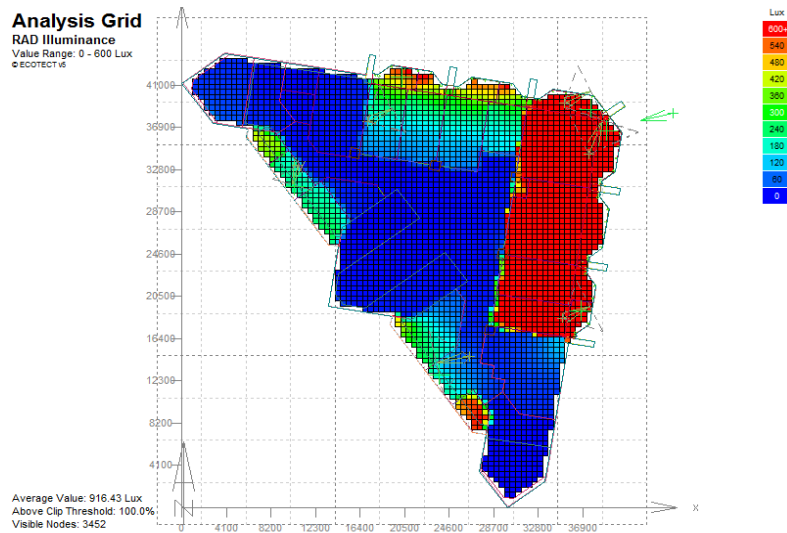 Analysis Grid
RAD Illuminance
Value Range: 0 - 600 Lux
© ECOTECT v5
Lux
600+
540
480
420
360
300
240
180
120
60
0
41000
36900
32800
28700
24600
20500
16400
12300
8200
4100
N
X
0 4100 8200 12300 16400 20500 24600 28700 32800 36900
Average Value: 916.43 Lux
Above Clip Threshold: 100.0%
Visible Nodes: 3452